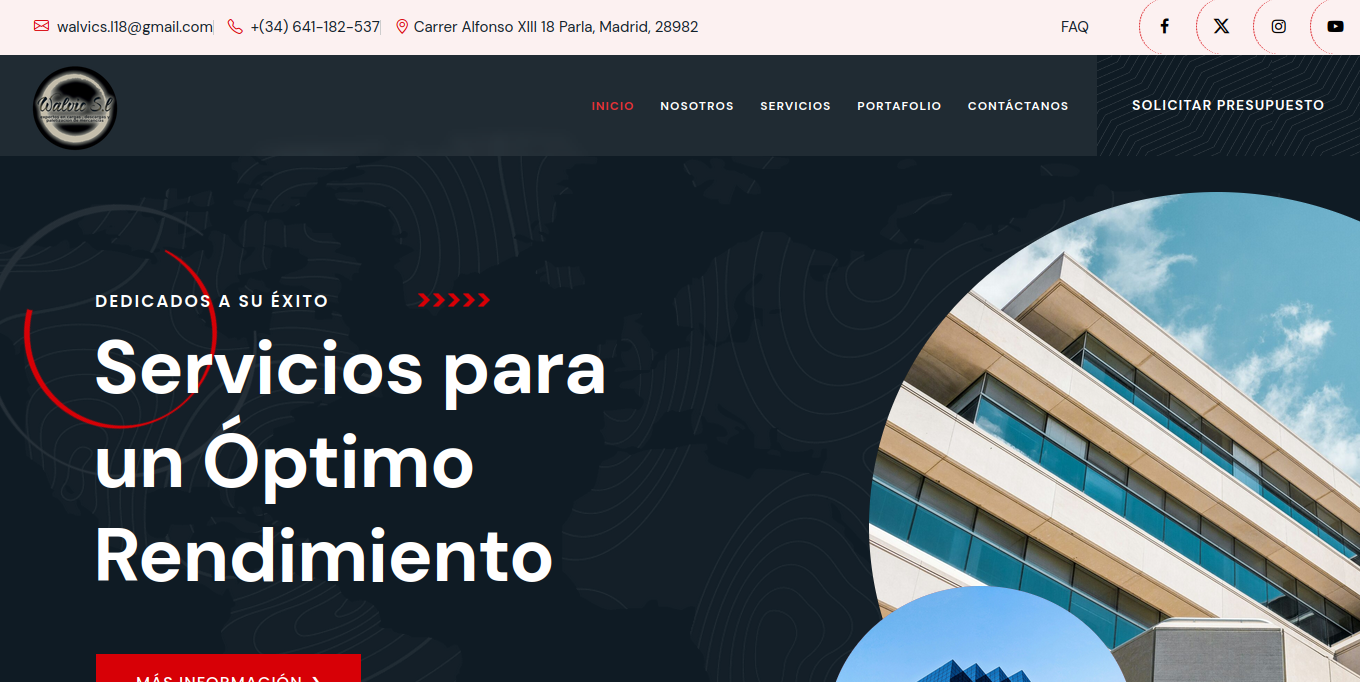 walvics.l18@gmail.com
+(34) 641-182-537
Carrer Alfonso XIII 18 Parla, Madrid, 28982
FAQ
Walvic S.l
INICIO
NOSOTROS
SERVICIOS
PORTAFOLIO
CONTÁCTANOS
SOLICITAR PRESUPUESTO
DEDICADOS A SU ÉXITO
Servicios para
un Óptimo
Rendimiento
MÁS INFORMACIÓN